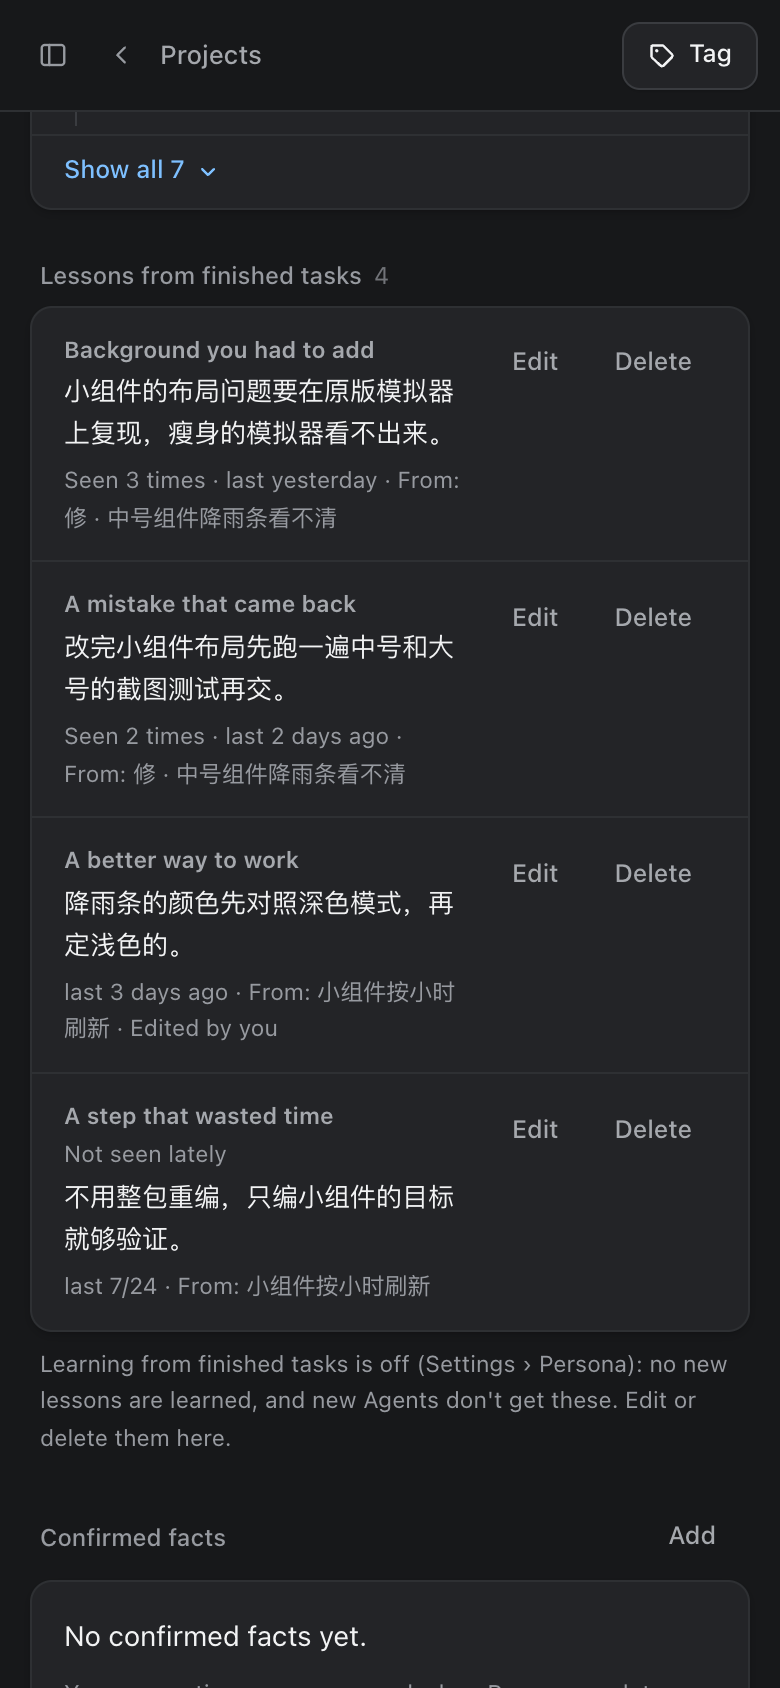 Projects
Tag
Show all 7
Lessons from finished tasks 4
Background you had to add
Edit
Delete
小组件的布局问题要在原版模拟器
上复现，瘦身的模拟器看不出来。
Seen 3 times · last yesterday · From:
修 · 中号组件降雨条看不清
A mistake that came back
Edit
Delete
改完小组件布局先跑一遍中号和大
号的截图测试再交。
Seen 2 times · last 2 days ago ·
From: 修 · 中号组件降雨条看不清
A better way to work
Edit
Delete
降雨条的颜色先对照深色模式，再
定浅色的。
last 3 days ago · From: 小组件按小时
刷新 · Edited by you
A step that wasted time
Edit
Delete
Not seen lately
不用整包重编，只编小组件的目标
就够验证。
last 7/24 · From: 小组件按小时刷新
Learning from finished tasks is off (Settings › Persona): no new
lessons are learned, and new Agents don't get these. Edit or
delete them here.
Confirmed facts
Add
No confirmed facts yet.